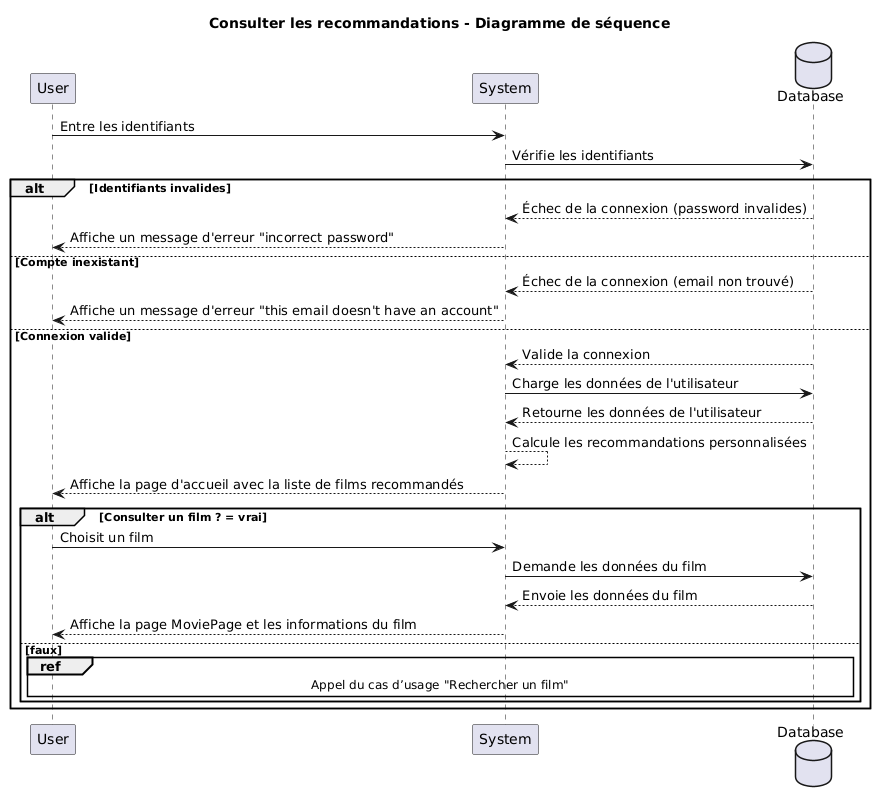 Consulter les recommandations - Diagramme de séquence
User
System
Database
Entre les identifiants
Vérifie les identifiants
alt [Identifiants invalides]
Échec de la connexion (password invalides)
Affiche un message d'erreur "incorrect password"
[Compte inexistant]
Échec de la connexion (email non trouvé)
Affiche un message d'erreur "this email doesn't have an account"
[Connexion valide]
Valide la connexion
Charge les données de l'utilisateur
Retourne les données de l'utilisateur
Calcule les recommandations personnalisées
Affiche la page d'accueil avec la liste de films recommandés
alt [Consulter un film ? = vrai]
Choisit un film
Demande les données du film
Envoie les données du film
Affiche la page MoviePage et les informations du film
[faux]
ref
Appel du cas d’usage "Rechercher un film"
User
System
Database